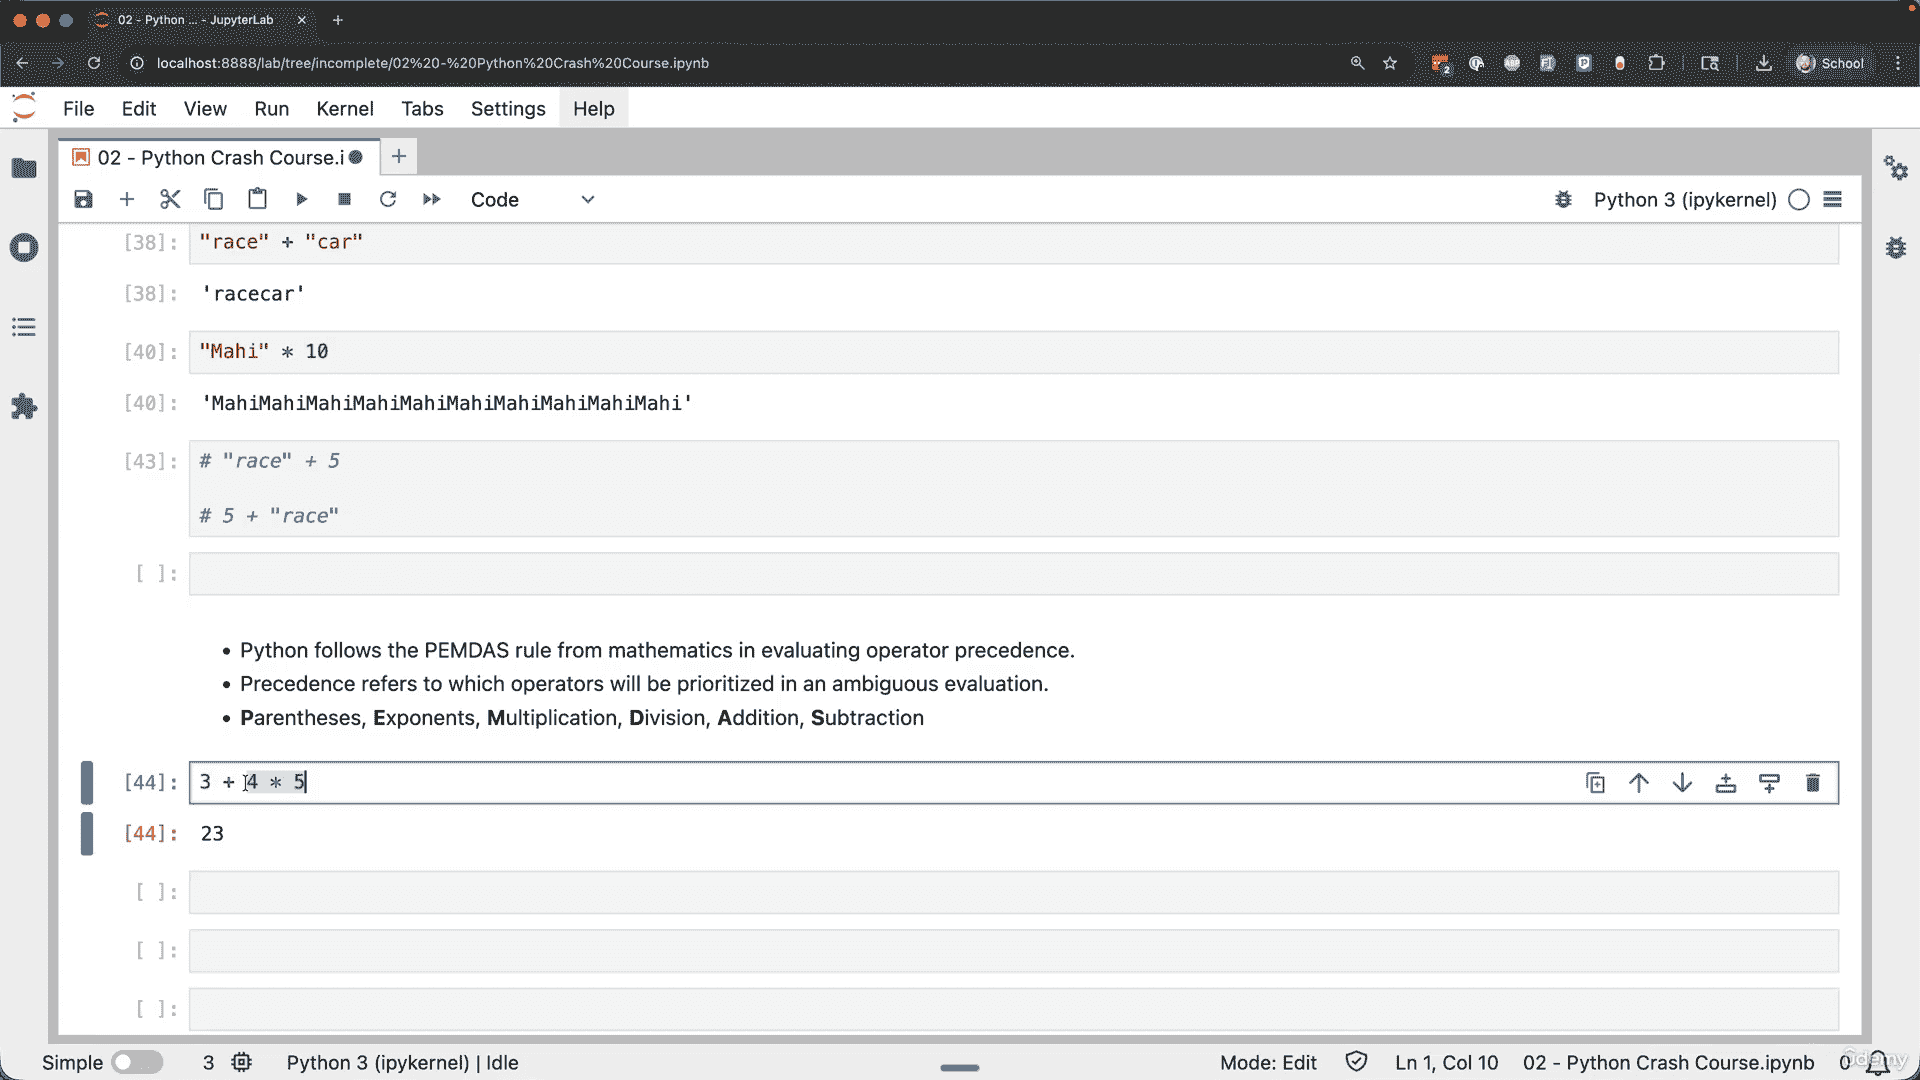 02 - Python ... - JupyterLab
localhost:8888/lab/tree/incomplete/02%20-%20Python%20Crash%20Course.ipynb
2
School
File Edit View Run Kernel Tabs Settings Help
02 - Python Crash Course.i
Code
Python 3 (ipykernel)
[38]: "race" + "car"
[38]: 'racecar'
[40]: "Mahi" * 10
[40]: 'MahiMahiMahiMahiMahiMahiMahiMahiMahiMahi'
[43]: # "race" + 5
# 5 + "race"
[ ]:
• Python follows the PEMDAS rule from mathematics in evaluating operator precedence.
• Precedence refers to which operators will be prioritized in an ambiguous evaluation.
• Parentheses, Exponents, Multiplication, Division, Addition, Subtraction
[44]: 3 + 4 * 5
[44]: 23
[ ]:
[ ]:
[ ]:
Simple 3 Python 3 (ipykernel) | Idle Mode: Edit Ln 1, Col 10 02 - Python Crash Course.ipynb 0
udemy